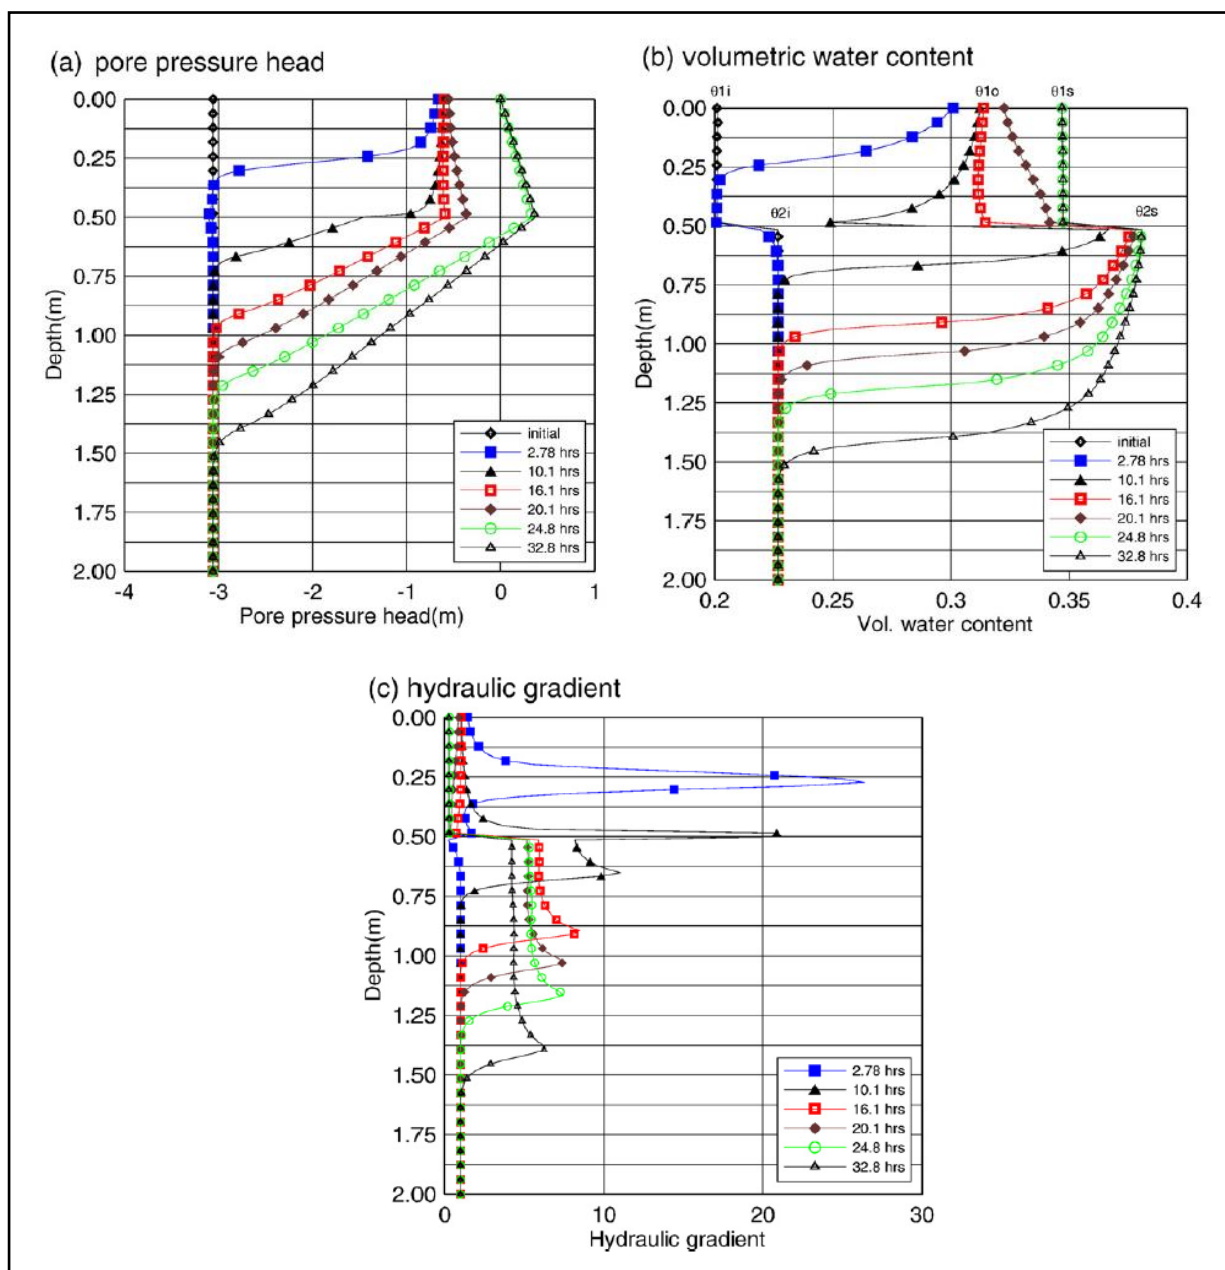 (a) pore pressure head
0.00
0.25
0.50
0.75
1.00
1.25
1.50
1.75
2.00
Depth(m)
initial
2.78 hrs
10.1 hrs
16.1 hrs
20.1 hrs
24.8 hrs
32.8 hrs
-4 -3 -2 -1 0 1
Pore pressure head(m)
(b) volumetric water content
θ1i θ1o θ1s
0.00
0.25
0.50
0.75
1.00
1.25
1.50
1.75
2.00
Depth(m)
θ2i θ2s
initial
2.78 hrs
10.1 hrs
16.1 hrs
20.1 hrs
24.8 hrs
32.8 hrs
0.2 0.25 0.3 0.35 0.4
Vol. water content
(c) hydraulic gradient
0.00
0.25
0.50
0.75
1.00
1.25
1.50
1.75
2.00
Depth(m)
2.78 hrs
10.1 hrs
16.1 hrs
20.1 hrs
24.8 hrs
32.8 hrs
0 10 20 30
Hydraulic gradient